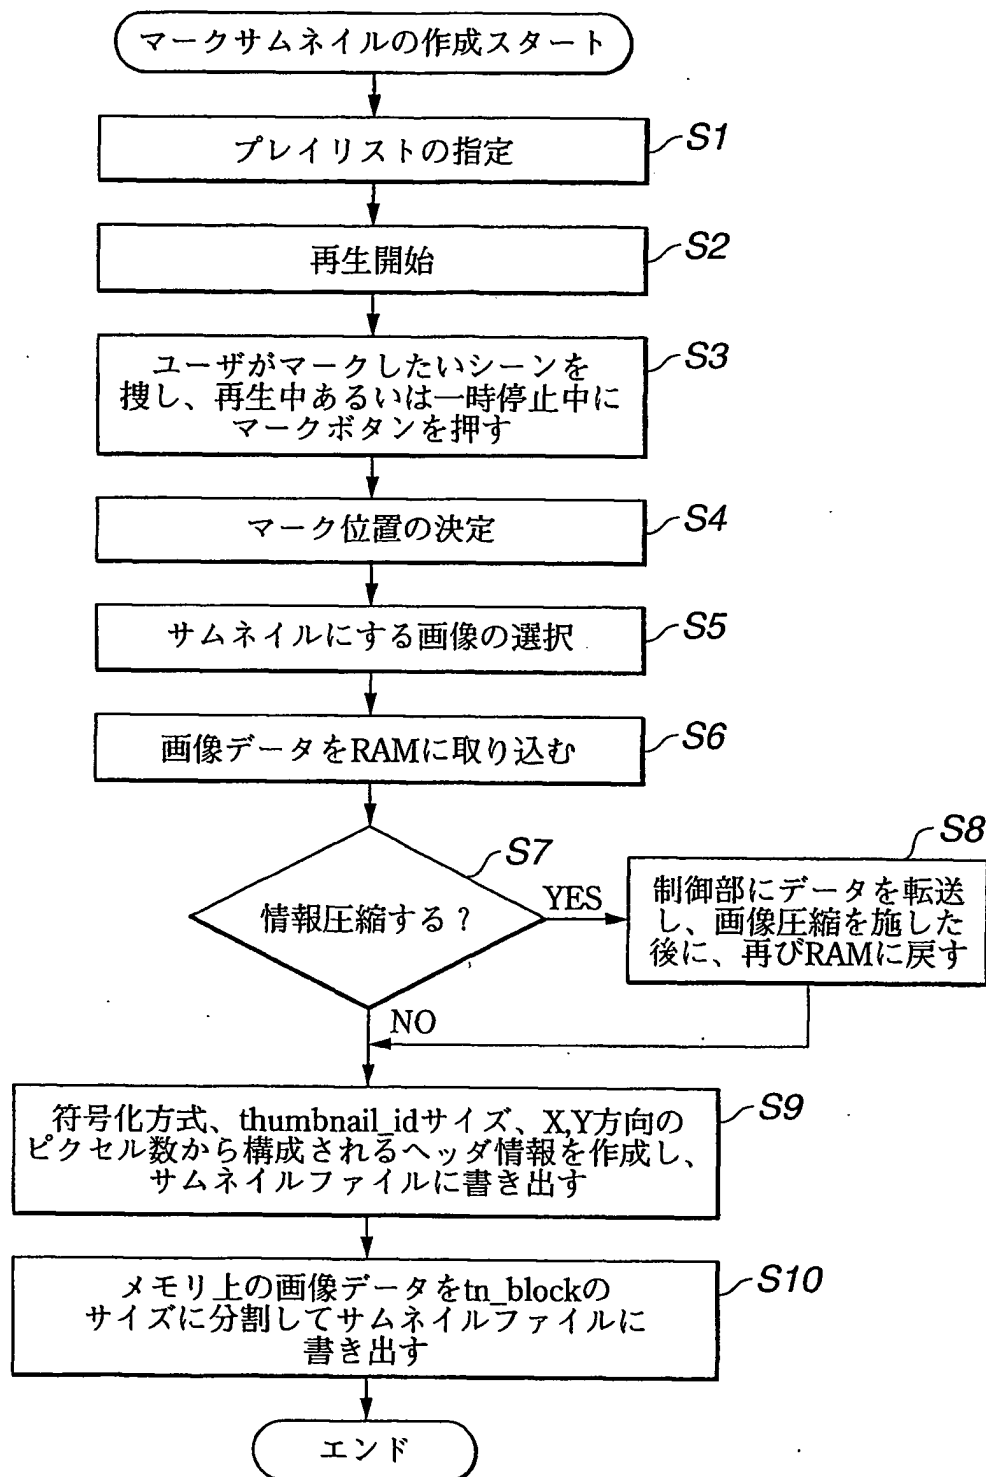 マークサムネイルの作成スタート
プレイリストの指定
S1
再生開始
S2
ユーザがマークしたいシーンを
捜し、再生中あるいは一時停止中に
マークボタンを押す
S3
マーク位置の決定
S4
サムネイルにする画像の選択
S5
画像データをRAMに取り込む
S6
情報圧縮する？
S7
YES
制御部にデータを転送
し、画像圧縮を施した
後に、再びRAMに戻す
S8
NO
符号化方式、thumbnail_idサイズ、X,Y方向の
ピクセル数から構成されるヘッダ情報を作成し、
サムネイルファイルに書き出す
S9
メモリ上の画像データをtn_blockの
サイズに分割してサムネイルファイルに
書き出す
S10
エンド